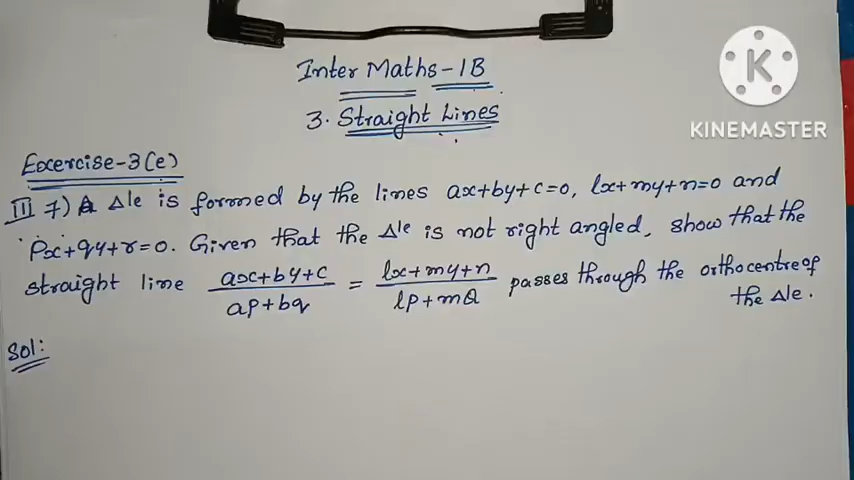 Inter Maths-IB
3. Straight Lines
K
KINEMASTER
Excercise-3(e)
III 7) A Δle is formed by the lines ax+by+c=0, lx+my+n=0 and
px+qy+r=0. Given that the Δle is not right angled, show that the
straight line (ax+by+c)/(ap+bq) = (lx+my+n)/(lp+mQ) passes through the orthocentre of
the Δle.
Sol: